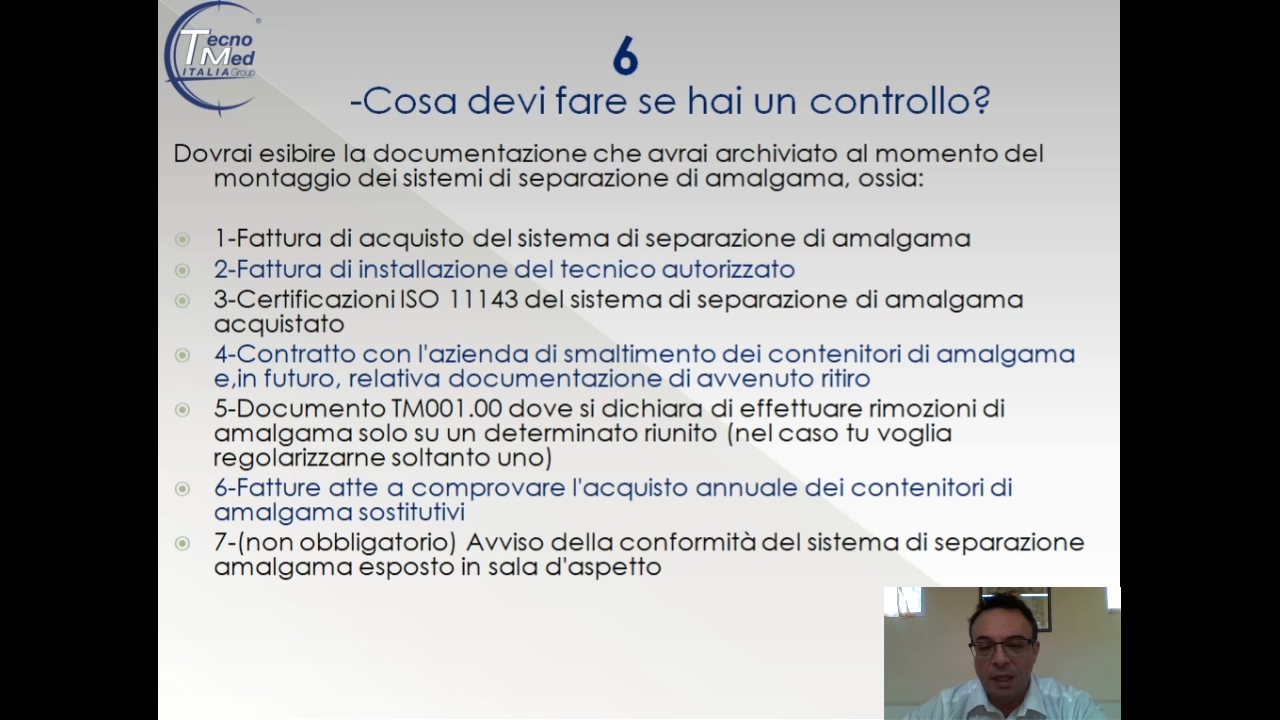 Tecno
Med
ITALIA Group
®
6
-Cosa devi fare se hai un controllo?
Dovrai esibire la documentazione che avrai archiviato al momento del
montaggio dei sistemi di separazione di amalgama, ossia:
1-Fattura di acquisto del sistema di separazione di amalgama
2-Fattura di installazione del tecnico autorizzato
3-Certificazioni ISO 11143 del sistema di separazione di amalgama
acquistato
4-Contratto con l'azienda di smaltimento dei contenitori di amalgama
e,in futuro, relativa documentazione di avvenuto ritiro
5-Documento TM001.00 dove si dichiara di effettuare rimozioni di
amalgama solo su un determinato riunito (nel caso tu voglia
regolarizzarne soltanto uno)
6-Fatture atte a comprovare l'acquisto annuale dei contenitori di
amalgama sostitutivi
7-(non obbligatorio) Avviso della conformità del sistema di separazione
amalgama esposto in sala d'aspetto